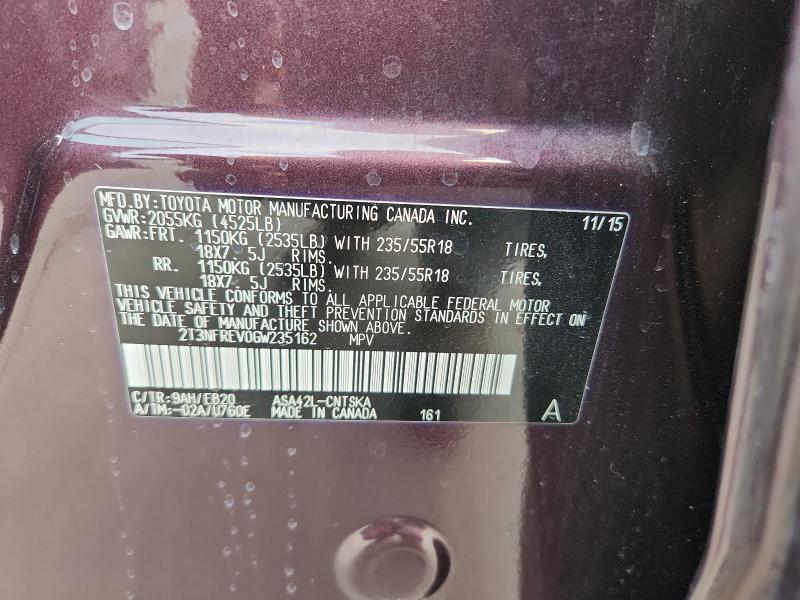 MFD.BY:TOYOTA MOTOR MANUFACTURING CANADA INC. 11/15
GVWR:2055KG (4525LB)
GAWR:FRT. 1150KG (2535LB) WITH 235/55R18 TIRES,
18X7. 5J RIMS.
RR. 1150KG (2535LB) WITH 235/55R18 TIRES,
18X7. 5J RIMS.
THIS VEHICLE CONFORMS TO ALL APPLICABLE FEDERAL MOTOR
VEHICLE SAFETY AND THEFT PREVENTION STANDARDS IN EFFECT ON
THE DATE OF MANUFACTURE SHOWN ABOVE.
2T3NFREV0GW235162 MPV
C/TR:9AH/EB20 ASA42L-CNTSKA
A/TM:-02A/U760E MADE IN CANADA 161 A